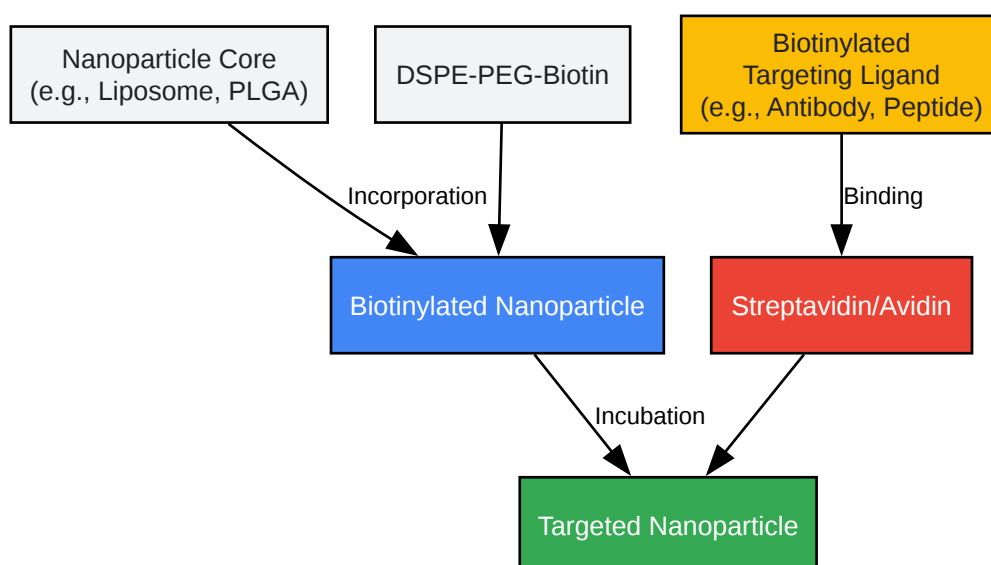 Nanoparticle Core
(e.g., Liposome, PLGA)
DSPE-PEG-Biotin
Biotinylated
Targeting Ligand
(e.g., Antibody, Peptide)
Incorporation
Binding
Biotinylated Nanoparticle
Streptavidin/Avidin
Incubation
Targeted Nanoparticle